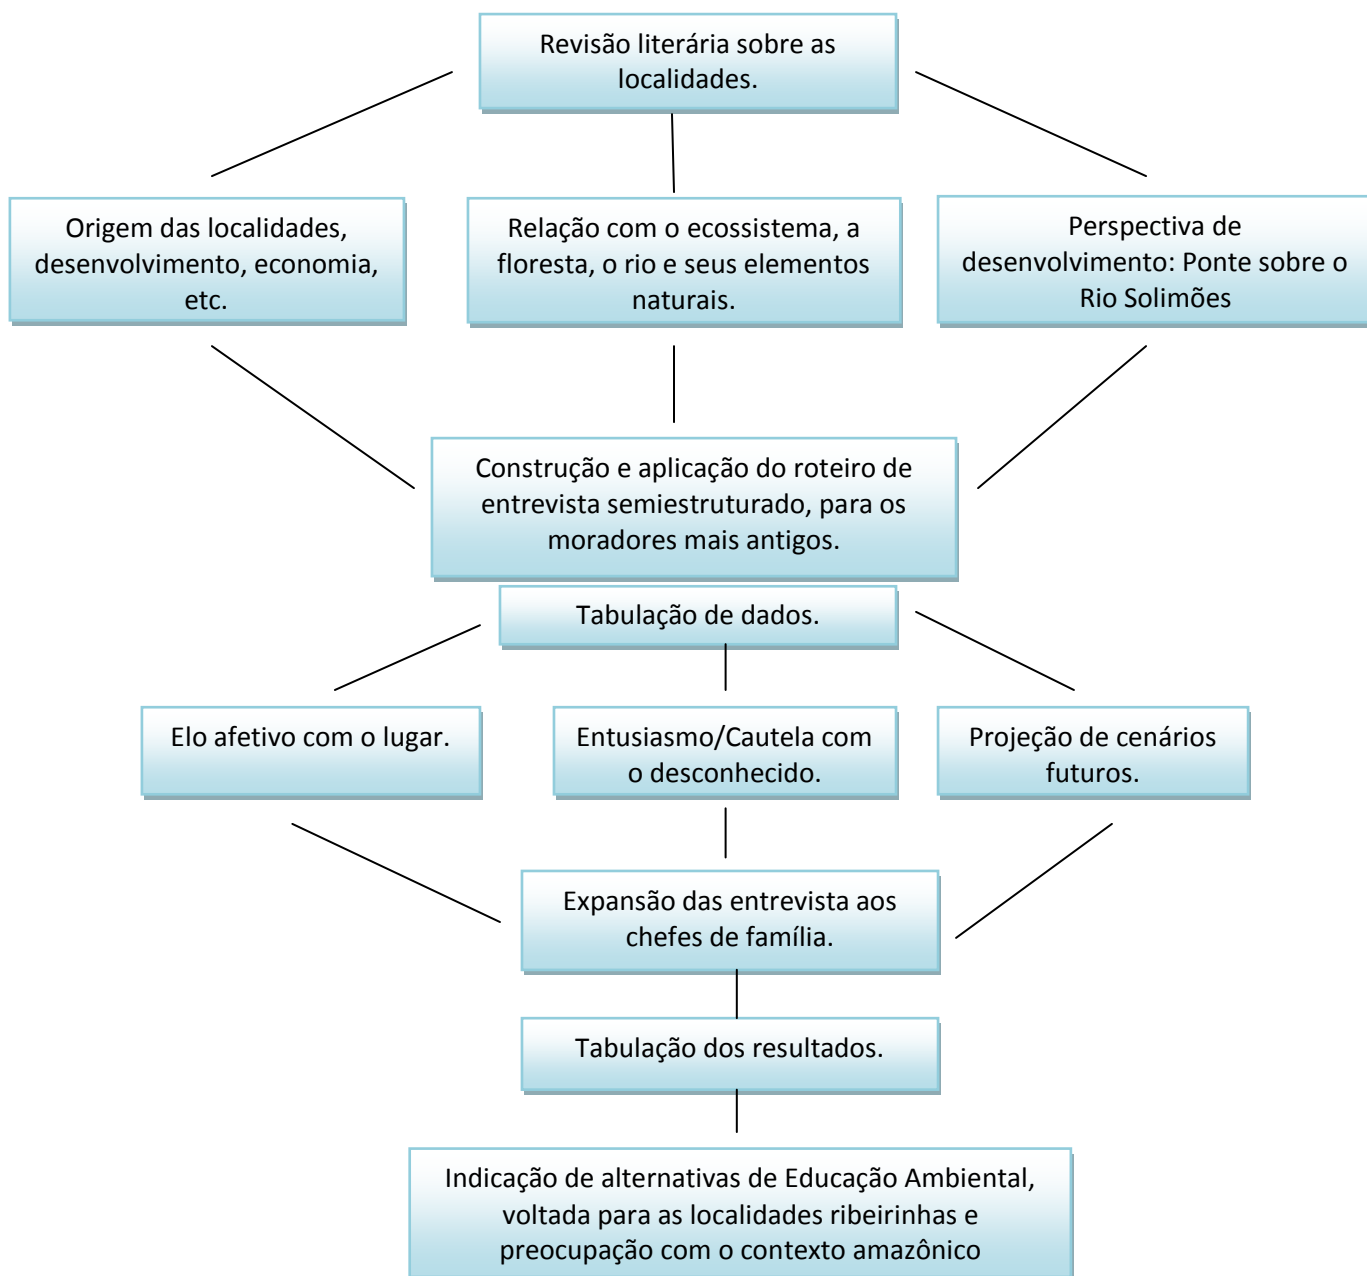 Revisão literária sobre as
localidades.
Origem das localidades,
desenvolvimento, economia,
etc.
Relação com o ecossistema, a
floresta, o rio e seus elementos
naturais.
Perspectiva de
desenvolvimento: Ponte sobre o
Rio Solimões
Construção e aplicação do roteiro de
entrevista semiestruturado, para os
moradores mais antigos.
Tabulação de dados.
Elo afetivo com o lugar.
Entusiasmo/Cautela com
o desconhecido.
Projeção de cenários
futuros.
Expansão das entrevista aos
chefes de família.
Tabulação dos resultados.
Indicação de alternativas de Educação Ambiental,
voltada para as localidades ribeirinhas e
preocupação com o contexto amazônico